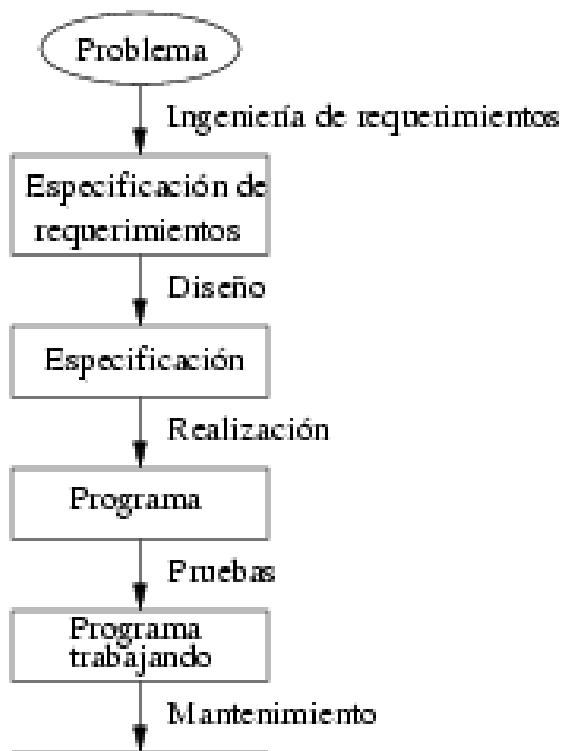 Problema
Ingeniería de requerimientos
Especificación de
requerimientos
Diseño
Especificación
Realización
Programa
Pruebas
Programa
trabajando
Mantenimiento